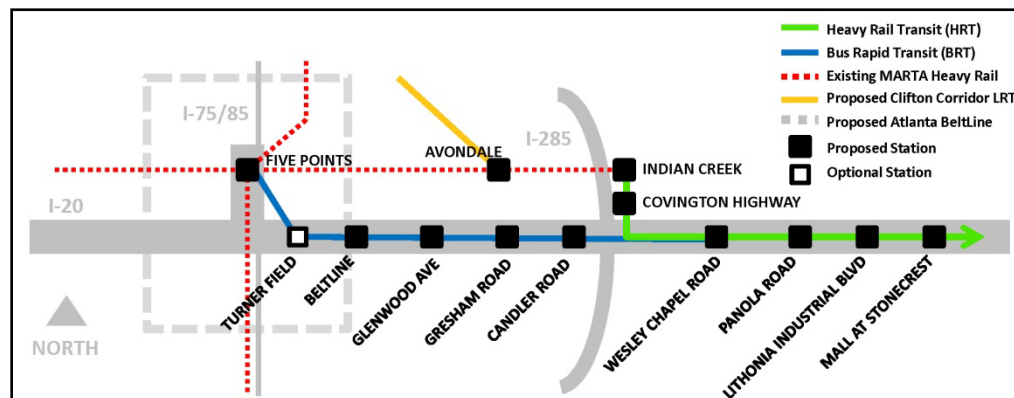 Heavy Rail Transit (HRT)
Bus Rapid Transit (BRT)
Existing MARTA Heavy Rail
Proposed Clifton Corridor LRT
Proposed Atlanta BeltLine
Proposed Station
Optional Station
I-75/85
I-285
AVONDALE
FIVE POINTS
INDIAN CREEK
COVINGTON HIGHWAY
I-20
TURNER FIELD
BELTLINE
GLENWOOD AVE
GRESHAM ROAD
CANDLER ROAD
WESLEY CHAPEL ROAD
PANOLA ROAD
LITHONIA INDUSTRIAL BLVD
MALL AT STONECREST
NORTH